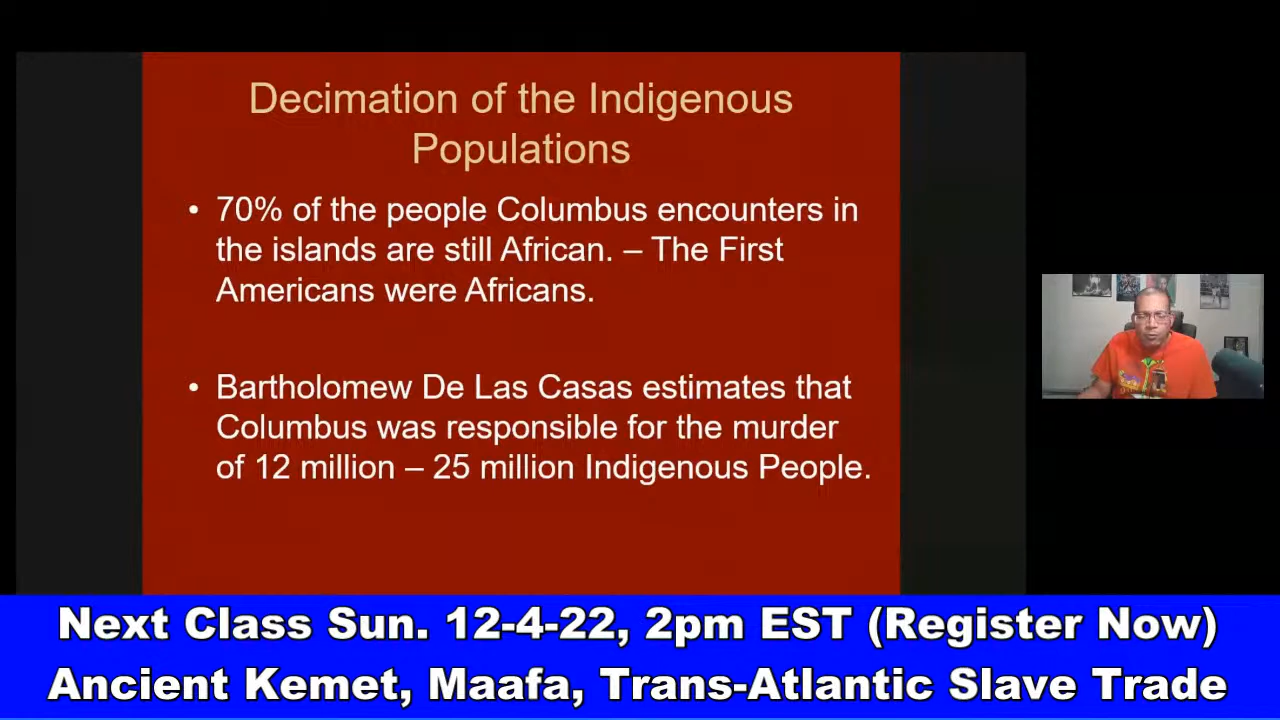 Decimation of the Indigenous
Populations
• 70% of the people Columbus encounters in
the islands are still African. – The First
Americans were Africans.
• Bartholomew De Las Casas estimates that
Columbus was responsible for the murder
of 12 million – 25 million Indigenous People.
Next Class Sun. 12-4-22, 2pm EST (Register Now)
Ancient Kemet, Maafa, Trans-Atlantic Slave Trade